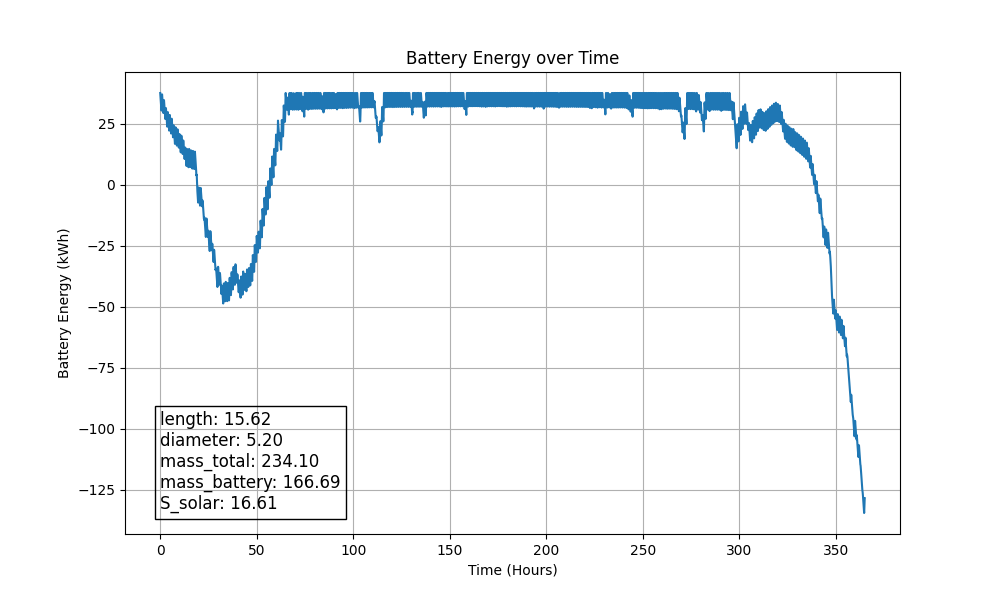 Battery Energy over Time
Battery Energy (kWh)
25
0
−25
−50
−75
−100
−125
length: 15.62
diameter: 5.20
mass_total: 234.10
mass_battery: 166.69
S_solar: 16.61
0 50 100 150 200 250 300 350
Time (Hours)